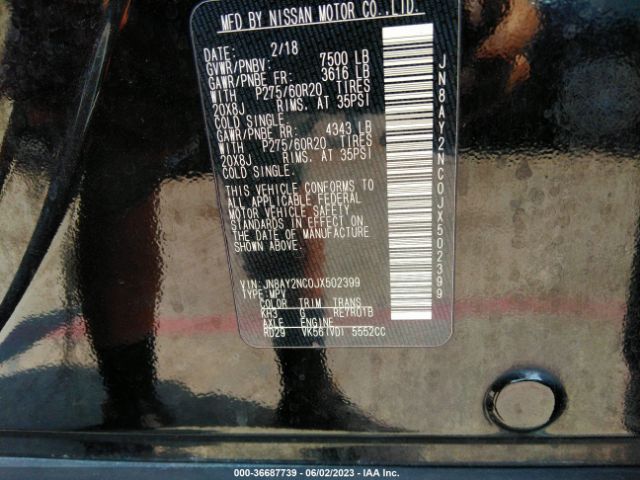 MFD BY NISSAN MOTOR CO.,LTD.
DATE: 2/18
GVWR/PNBV: 7500 LB
GAWR/PNBE FR: 3616 LB
WITH P275/60R20 TIRES
20X8J RIMS. AT 35PSI
COLD SINGLE.
GAWR/PNBE RR: 4343 LB
WITH P275/60R20 TIRES
20X8J RIMS. AT 35PSI
COLD SINGLE.
THIS VEHICLE CONFORMS TO
ALL APPLICABLE FEDERAL
MOTOR VEHICLE SAFETY
STANDARDS IN EFFECT ON
THE DATE OF MANUFACTURE
SHOWN ABOVE.
VIN: JN8AY2NC0JX502399
TYPE: MPV
COLOR TRIM TRANS
KH3 G RE7R01B
AXLE ENGINE
RD29 VK56(VD) 5552CC
JN8AY2NC0JX502399
000-36687739 - 06/02/2023 - IAA Inc.